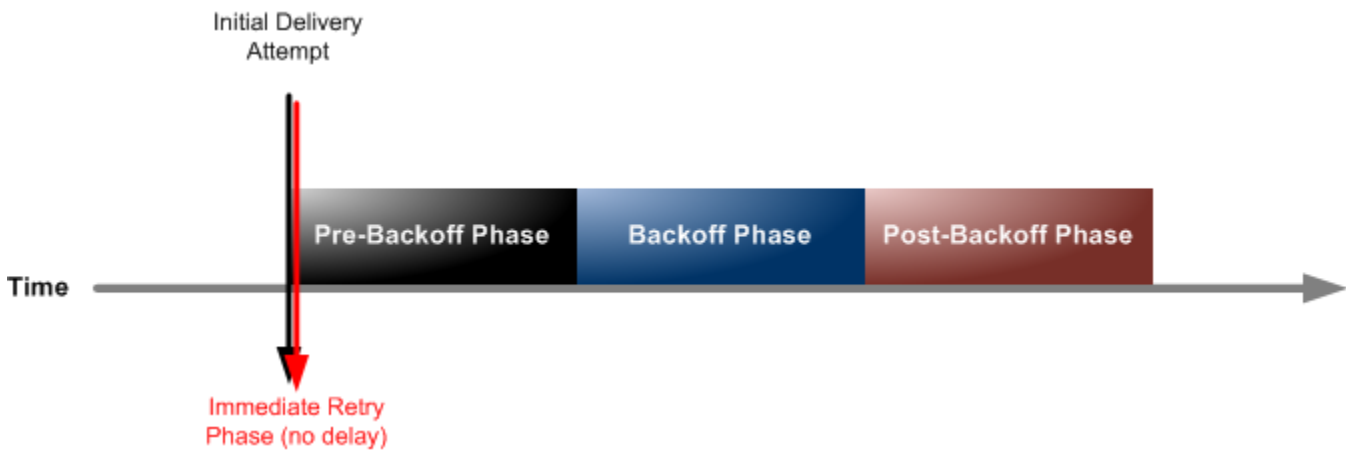 Initial Delivery
Attempt
Pre-Backoff Phase
Backoff Phase
Post-Backoff Phase
Time
Immediate Retry
Phase (no delay)